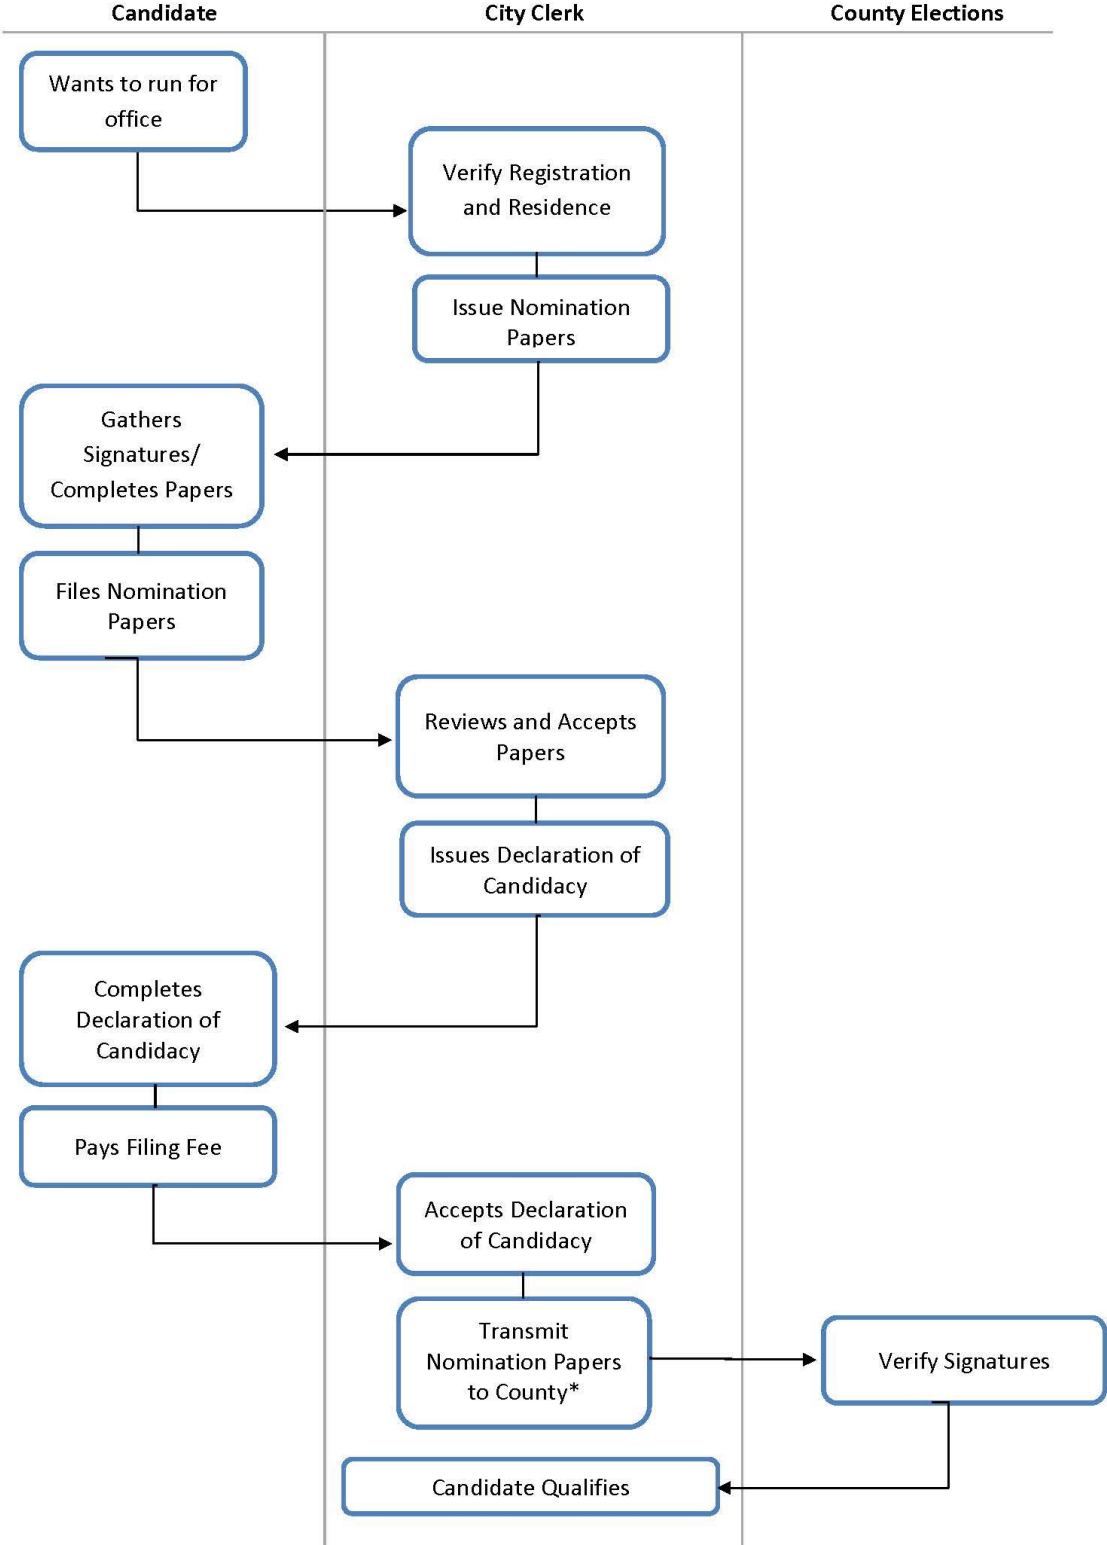 Candidate
City Clerk
County Elections
Wants to run for
office
Verify Registration
and Residence
Issue Nomination
Papers
Gathers
Signatures/
Completes Papers
Files Nomination
Papers
Reviews and Accepts
Papers
Issues Declaration of
Candidacy
Completes
Declaration of
Candidacy
Pays Filing Fee
Accepts Declaration
of Candidacy
Transmit
Nomination Papers
to County*
Verify Signatures
Candidate Qualifies